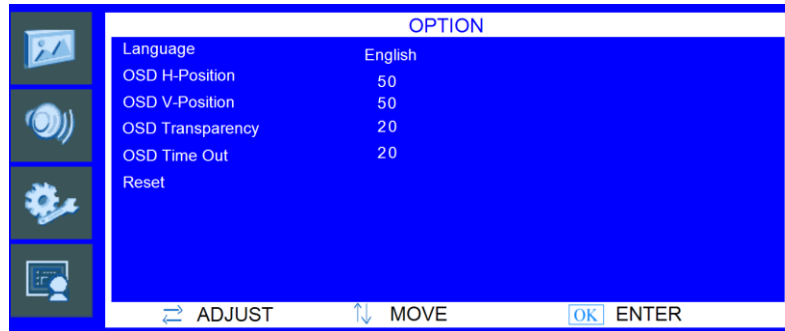 OPTION
Language English
OSD H-Position 50
OSD V-Position 50
OSD Transparency 20
OSD Time Out 20
Reset
ADJUST MOVE OK ENTER